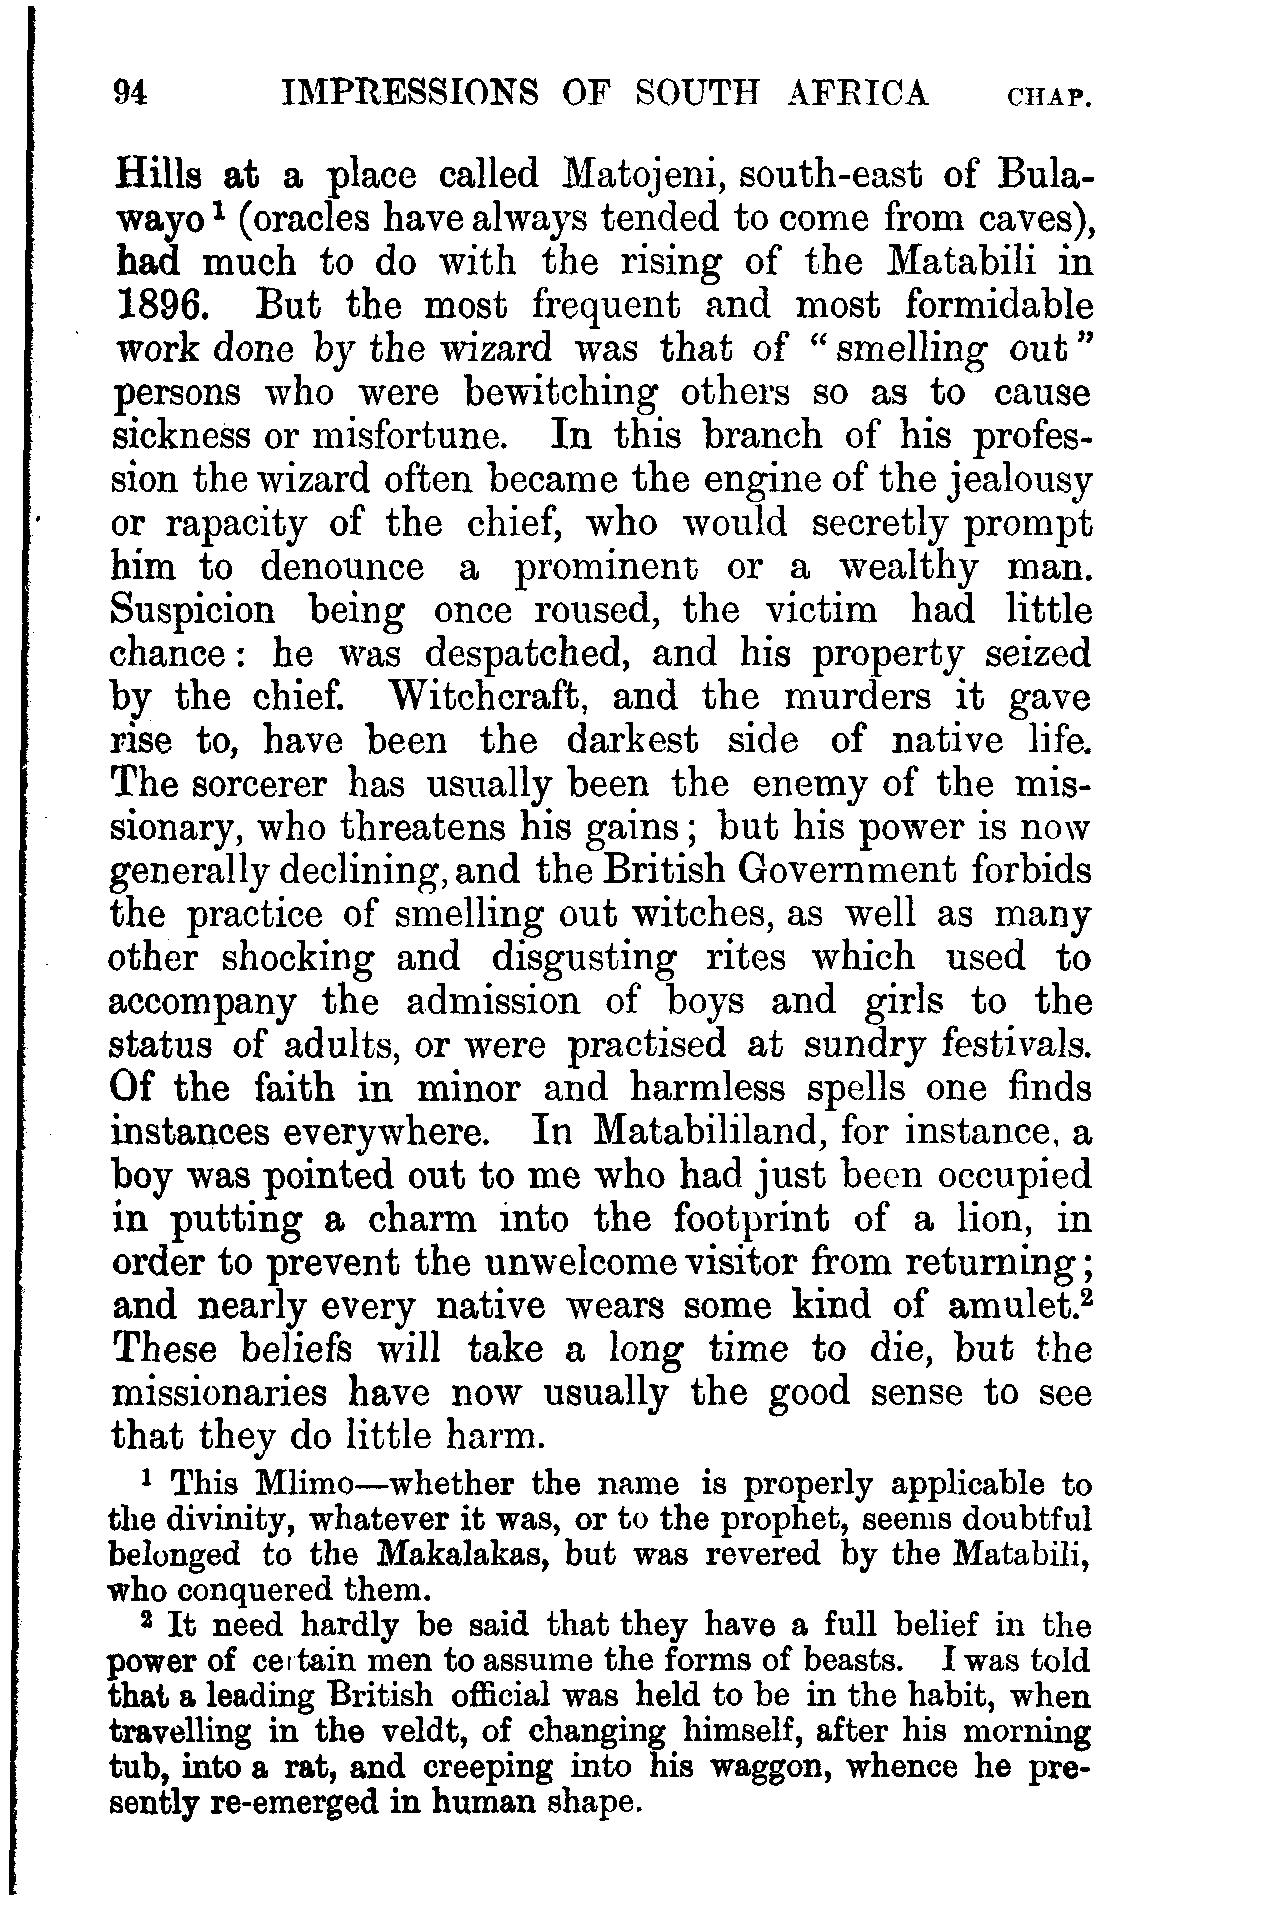 94 IMPRESSIONS OF SOUTH AFRICA CHAP.
Hills at a place called Matojeni, south-east of Bula-
wayo¹ (oracles have always tended to come from caves),
had much to do with the rising of the Matabili in
1896. But the most frequent and most formidable
work done by the wizard was that of “smelling out”
persons who were bewitching others so as to cause
sickness or misfortune. In this branch of his profes-
sion the wizard often became the engine of the jealousy
or rapacity of the chief, who would secretly prompt
him to denounce a prominent or a wealthy man.
Suspicion being once roused, the victim had little
chance: he was despatched, and his property seized
by the chief. Witchcraft, and the murders it gave
rise to, have been the darkest side of native life.
The sorcerer has usually been the enemy of the mis-
sionary, who threatens his gains; but his power is now
generally declining, and the British Government forbids
the practice of smelling out witches, as well as many
other shocking and disgusting rites which used to
accompany the admission of boys and girls to the
status of adults, or were practised at sundry festivals.
Of the faith in minor and harmless spells one finds
instances everywhere. In Matabililand, for instance, a
boy was pointed out to me who had just been occupied
in putting a charm into the footprint of a lion, in
order to prevent the unwelcome visitor from returning;
and nearly every native wears some kind of amulet.²
These beliefs will take a long time to die, but the
missionaries have now usually the good sense to see
that they do little harm.
¹ This Mlimo—whether the name is properly applicable to
the divinity, whatever it was, or to the prophet, seems doubtful
belonged to the Makalakas, but was revered by the Matabili,
who conquered them.
² It need hardly be said that they have a full belief in the
power of certain men to assume the forms of beasts. I was told
that a leading British official was held to be in the habit, when
travelling in the veldt, of changing himself, after his morning
tub, into a rat, and creeping into his waggon, whence he pre-
sently re-emerged in human shape.